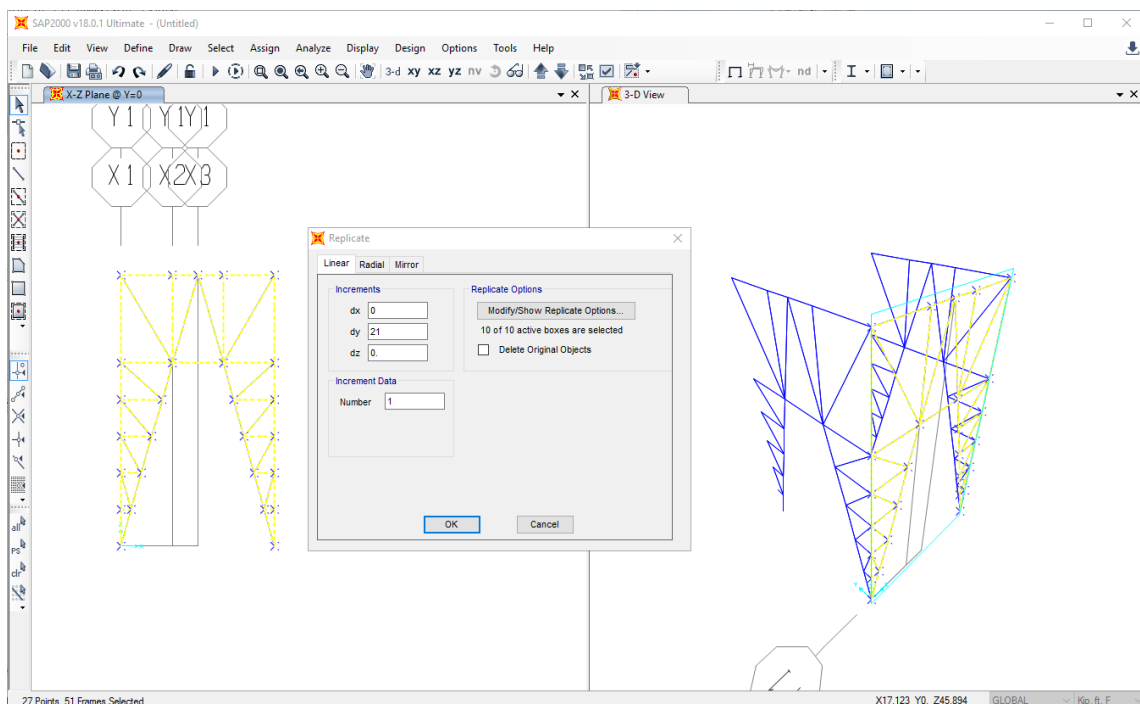 SAP2000 v18.0.1 Ultimate - (Untitled)
File Edit View Define Draw Select Assign Analyze Display Design Options Tools Help
3-d xy xz yz nv nd
X-Z Plane @ Y=0
3-D View
Y1 Y1 Y1
X1 X2 X3
Replicate
Linear Radial Mirror
Increments
dx 0
dy 21
dz 0.
Increment Data
Number 1
Replicate Options
Modify/Show Replicate Options...
10 of 10 active boxes are selected
Delete Original Objects
OK Cancel
all
PS
clr
27 Points, 51 Frames Selected
X17.123 Y0. Z45.894
GLOBAL
Kip, ft, F